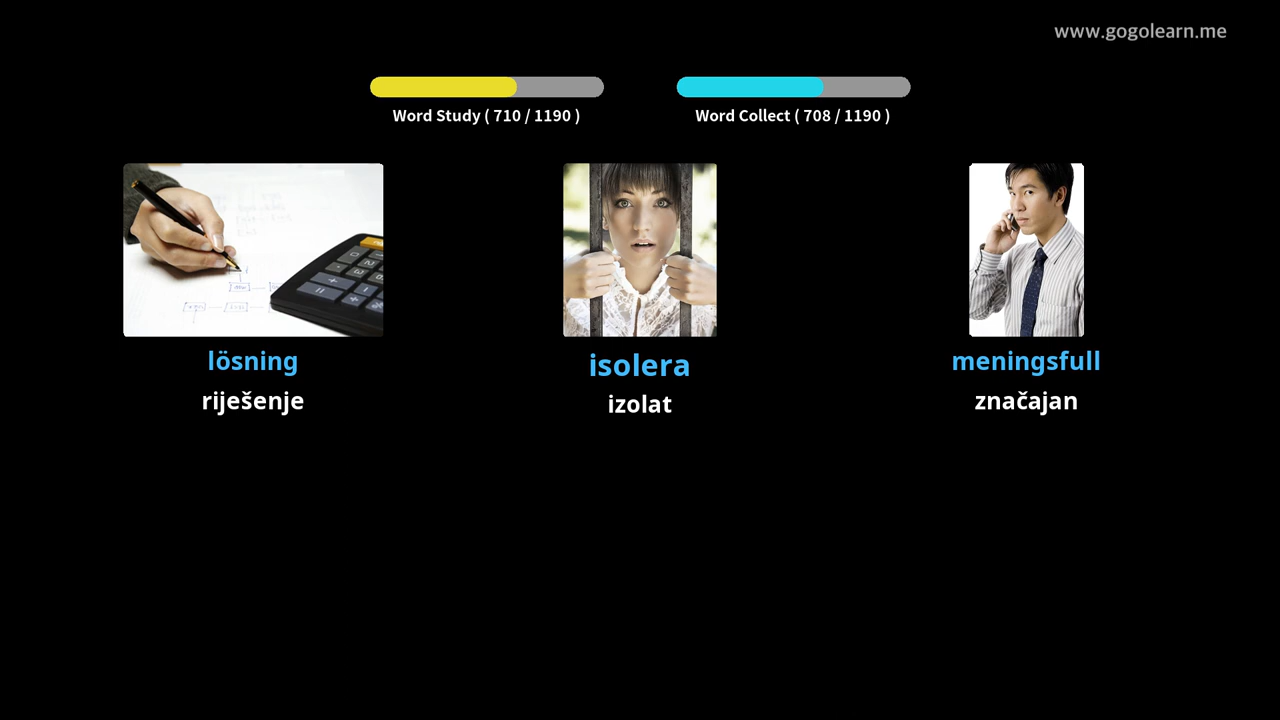 www.gogolearn.me
Word Study ( 710 / 1190 )
Word Collect ( 708 / 1190 )
lösning
isolera
meningsfull
riješenje
izolat
značajan